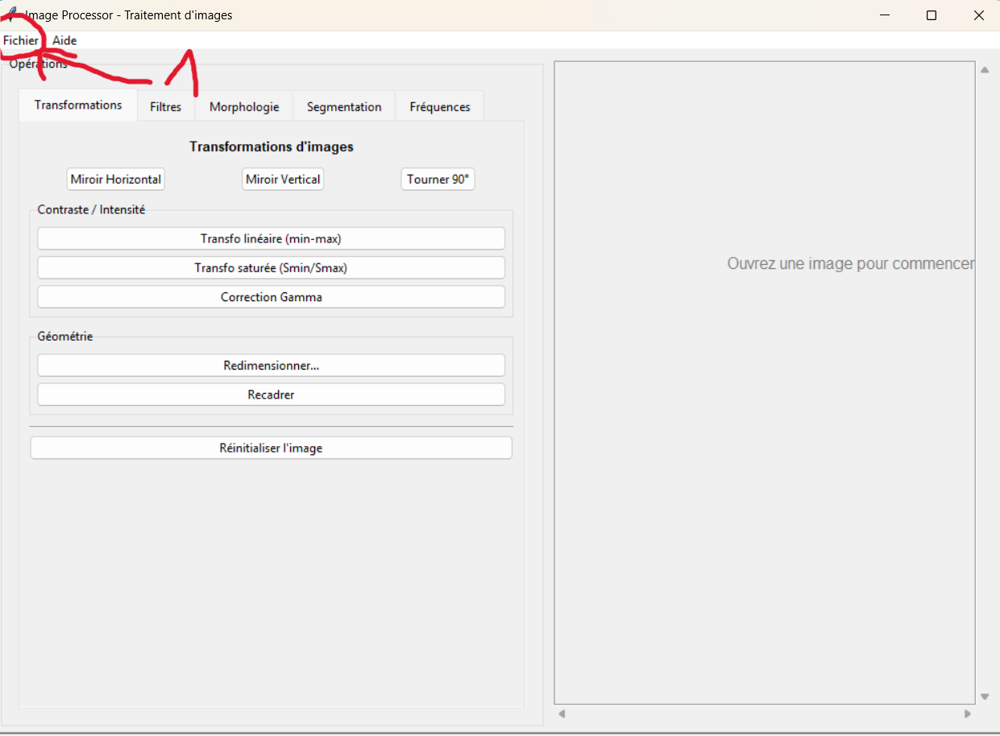 Image Processor - Traitement d'images
Fichier Aide
Opérations
1
Transformations Filtres Morphologie Segmentation Fréquences
Transformations d'images
Miroir Horizontal Miroir Vertical Tourner 90°
Contraste / Intensité
Transfo linéaire (min-max)
Transfo saturée (Smin/Smax)
Correction Gamma
Géométrie
Redimensionner...
Recadrer
Réinitialiser l'image
Ouvrez une image pour commencer